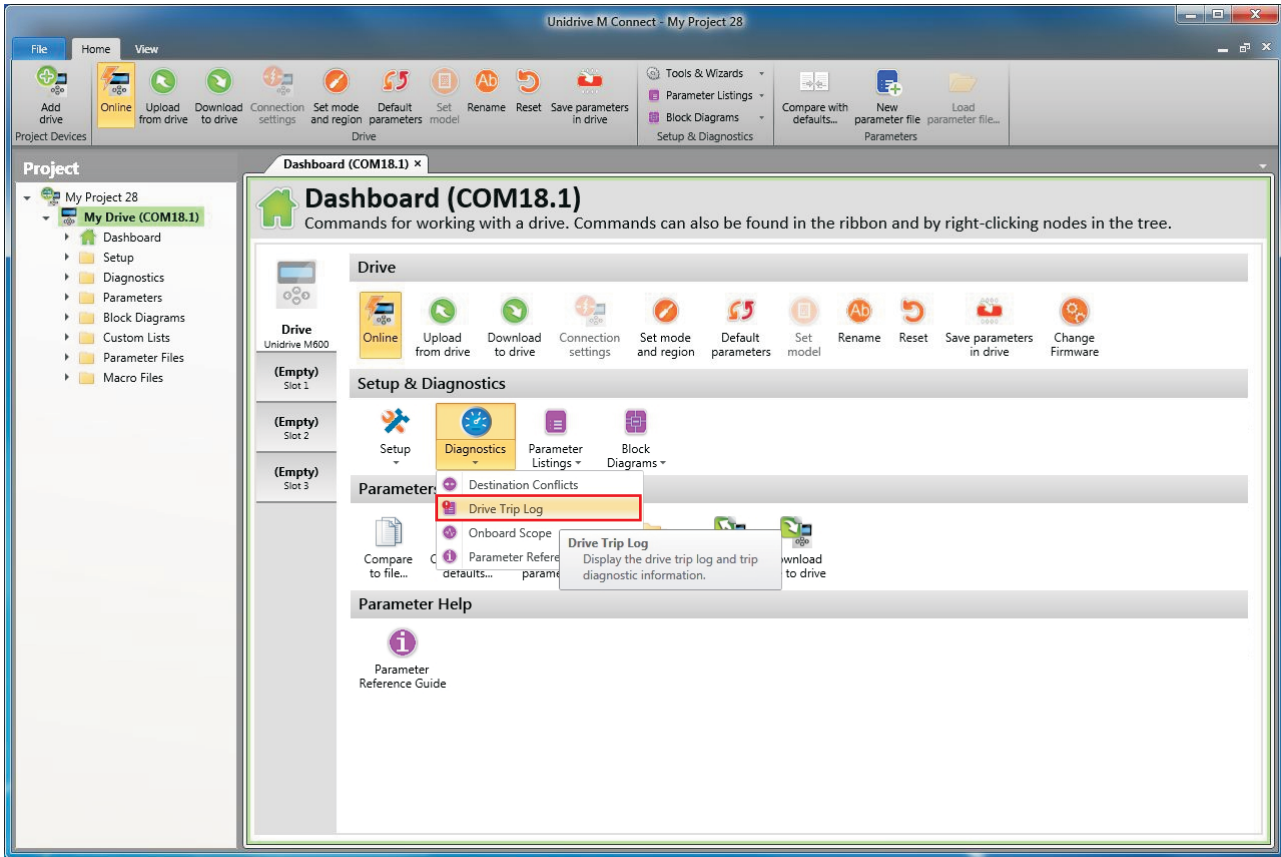 Unidrive M Connect - My Project 28
File Home View
Add drive
Online
Upload from drive
Download to drive
Connection settings
Set mode and region
Default parameters
Set model
Rename
Reset
Save parameters in drive
Tools & Wizards
Parameter Listings
Block Diagrams
Compare with defaults...
New parameter file
Load parameter file...
Project Devices
Drive
Setup & Diagnostics
Parameters
Project
My Project 28
My Drive (COM18.1)
Dashboard
Setup
Diagnostics
Parameters
Block Diagrams
Custom Lists
Parameter Files
Macro Files
Dashboard (COM18.1) ×
Dashboard (COM18.1)
Commands for working with a drive. Commands can also be found in the ribbon and by right-clicking nodes in the tree.
Drive
Unidrive M600
(Empty)
Slot 1
(Empty)
Slot 2
(Empty)
Slot 3
Drive
Online
Upload from drive
Download to drive
Connection settings
Set mode and region
Default parameters
Set model
Rename
Reset
Save parameters in drive
Change Firmware
Setup & Diagnostics
Setup
Diagnostics
Parameter Listings
Block Diagrams
Destination Conflicts
Drive Trip Log
Onboard Scope
Parameter Refere
Drive Trip Log
Display the drive trip log and trip
diagnostic information.
Parameters
Compare
to file...
defaults...
to drive
Parameter Help
Parameter
Reference Guide